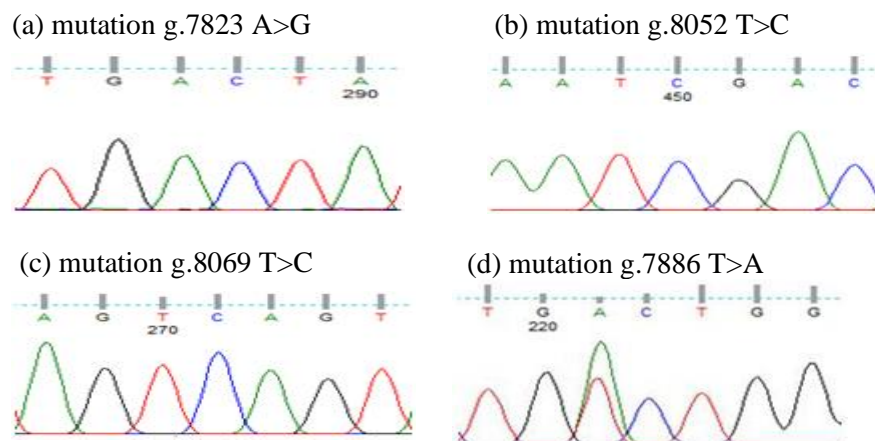 (a) mutation g.7823 A>G
(b) mutation g.8052 T>C
T G A C T A
290
A A T C G A C
450
(c) mutation g.8069 T>C
(d) mutation g.7886 T>A
A G T C A G T
270
T G A C T G G
220